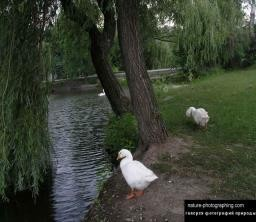 nature-photographing.com
галерея фотографий природы